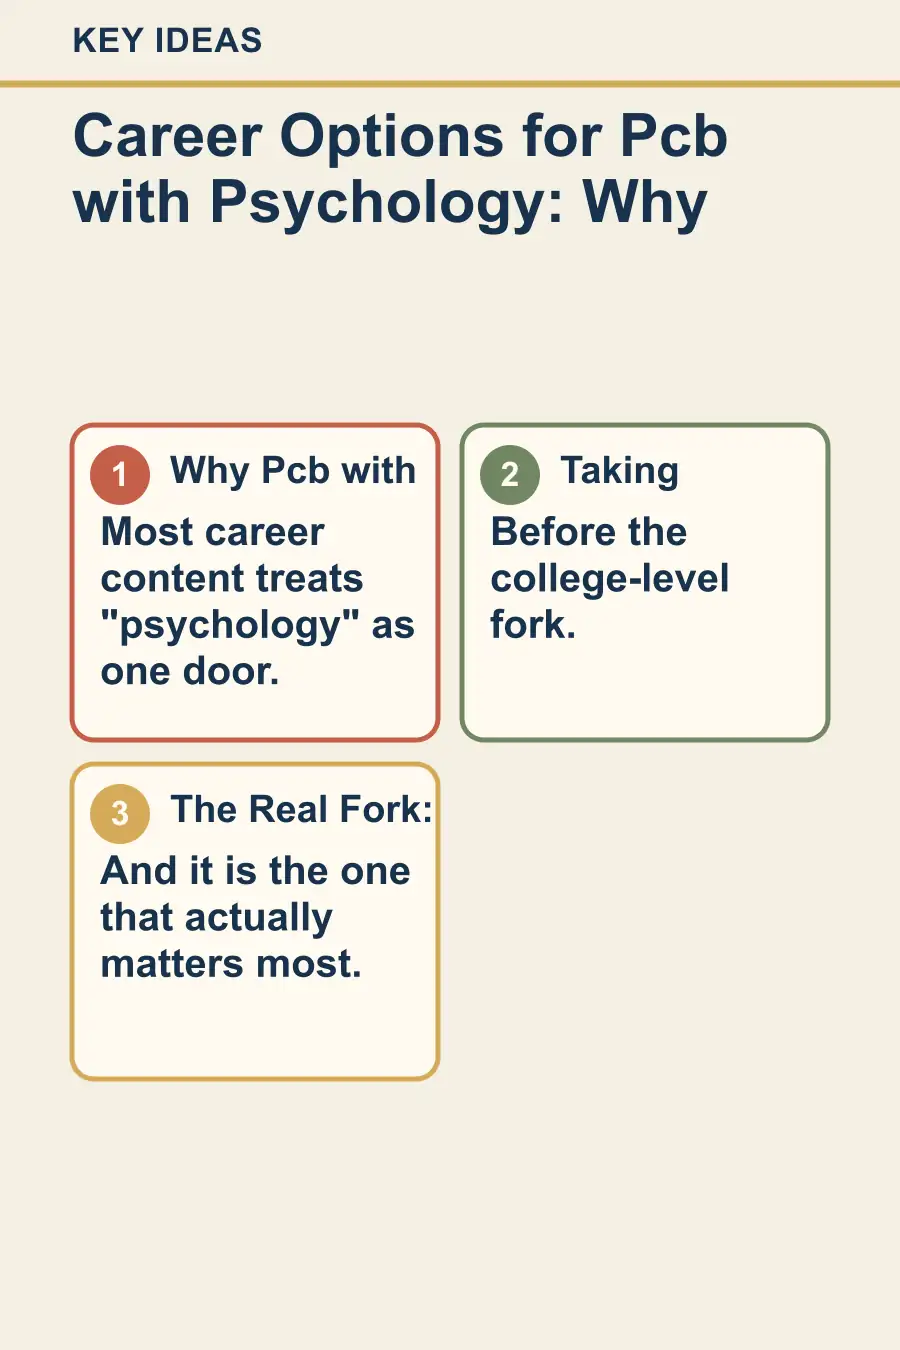 KEY IDEAS
Career Options for Pcb
with Psychology: Why
1 Why Pcb with
Most career
content treats
"psychology" as
one door.
2 Taking
Before the
college-level
fork.
3 The Real Fork:
And it is the one
that actually
matters most.